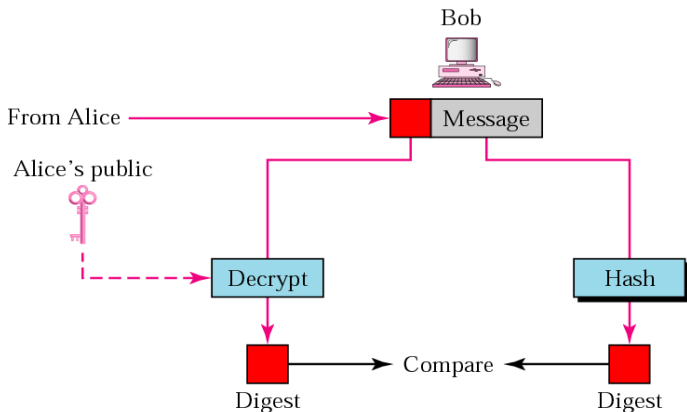 Bob
From Alice
Message
Alice's public
Decrypt
Hash
Compare
Digest
Digest